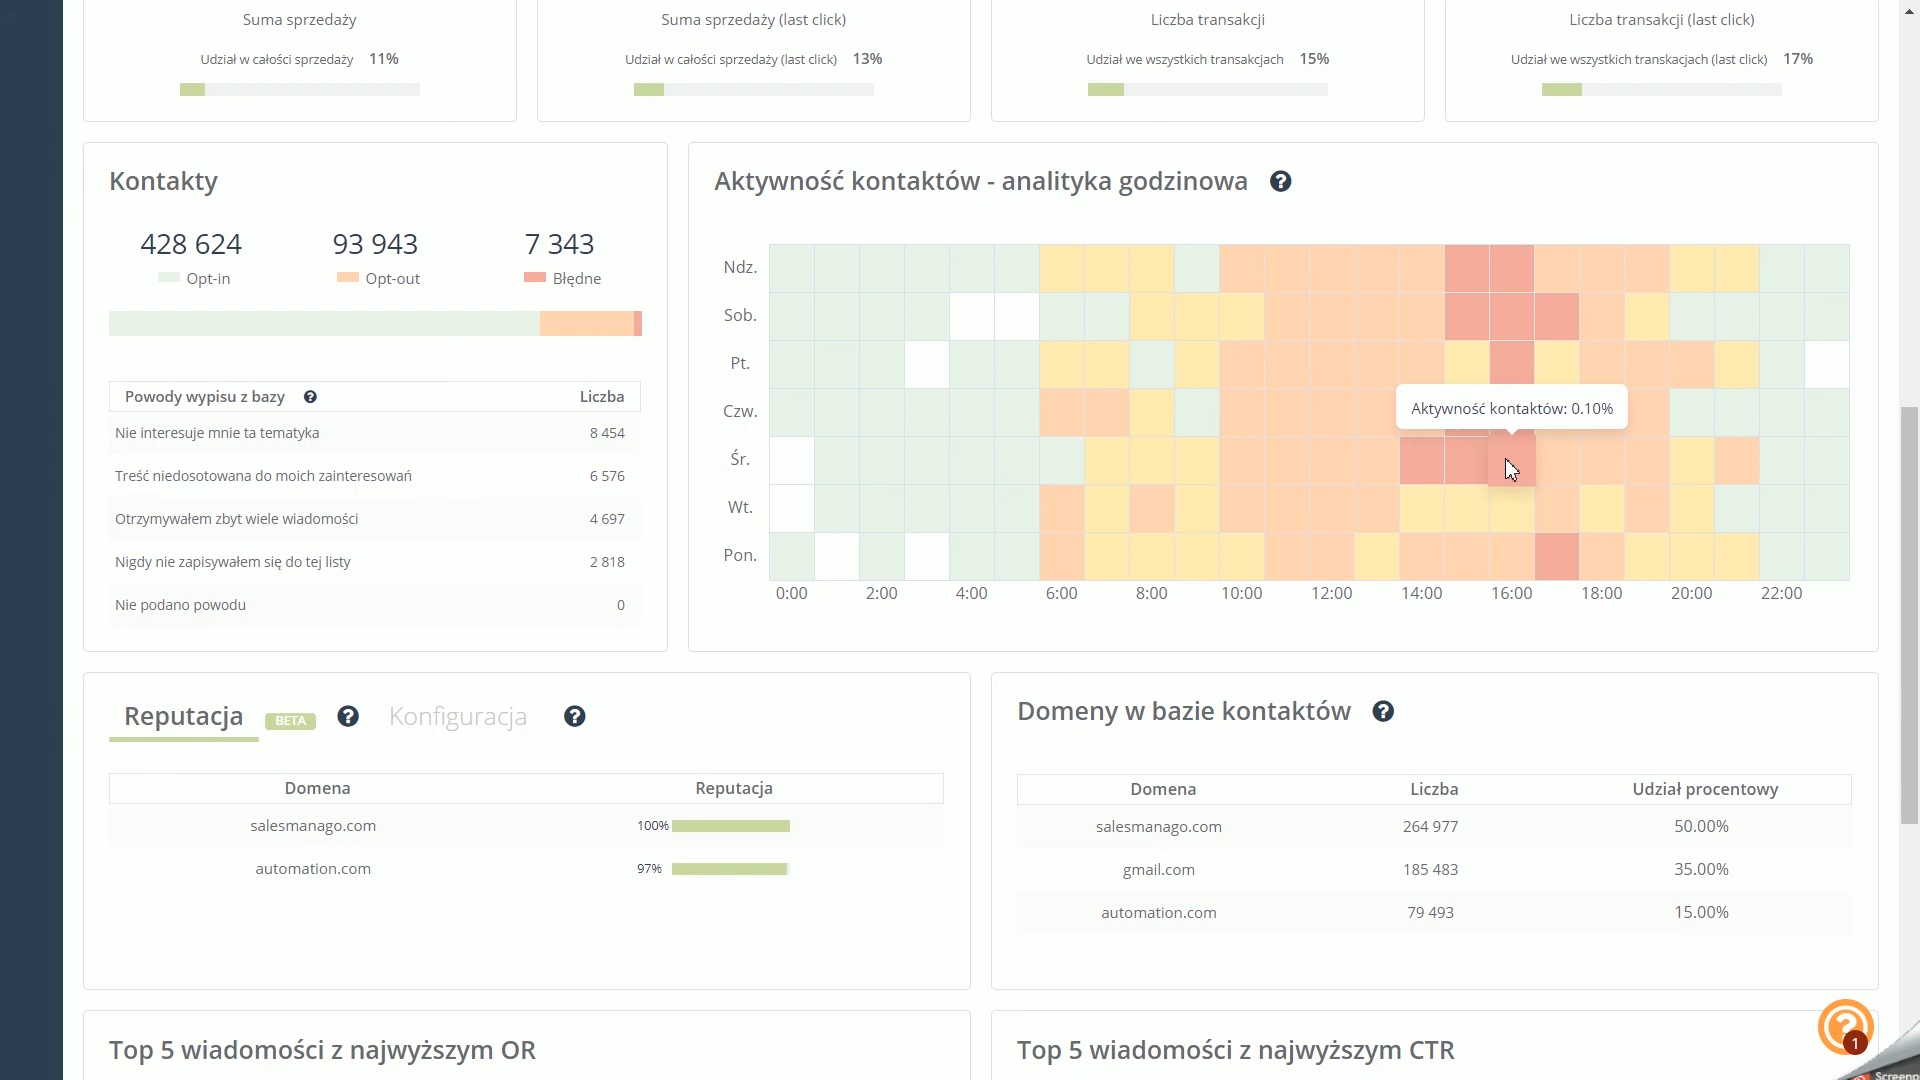 Suma sprzedaży
Udział w całości sprzedaży 11%
Suma sprzedaży (last click)
Udział w całości sprzedaży (last click) 13%
Liczba transakcji
Udział we wszystkich transakcjach 15%
Liczba transakcji (last click)
Udział we wszystkich transkacjach (last click) 17%
Kontakty
428 624 93 943 7 343
Opt-in Opt-out Błędne
Powody wypisu z bazy ? Liczba
Nie interesuje mnie ta tematyka 8 454
Treść niedosotowana do moich zainteresowań 6 576
Otrzymywałem zbyt wiele wiadomości 4 697
Nigdy nie zapisywałem się do tej listy 2 818
Nie podano powodu 0
Aktywność kontaktów - analityka godzinowa ?
Ndz.
Sob.
Pt.
Czw.
Aktywność kontaktów: 0.10%
Śr.
Wt.
Pon.
0:00 2:00 4:00 6:00 8:00 10:00 12:00 14:00 16:00 18:00 20:00 22:00
Reputacja BETA ? Konfiguracja ?
Domena Reputacja
salesmanago.com 100%
automation.com 97%
Domeny w bazie kontaktów ?
Domena Liczba Udział procentowy
salesmanago.com 264 977 50.00%
gmail.com 185 483 35.00%
automation.com 79 493 15.00%
Top 5 wiadomości z najwyższym OR
Top 5 wiadomości z najwyższym CTR
? 1